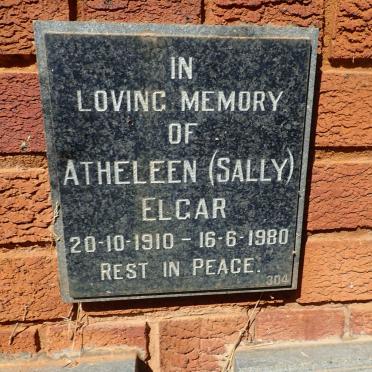 IN
LOVING MEMORY
OF
ATHELEEN (SALLY)
ELGAR
20-10-1910 - 16-6-1980
REST IN PEACE.
304